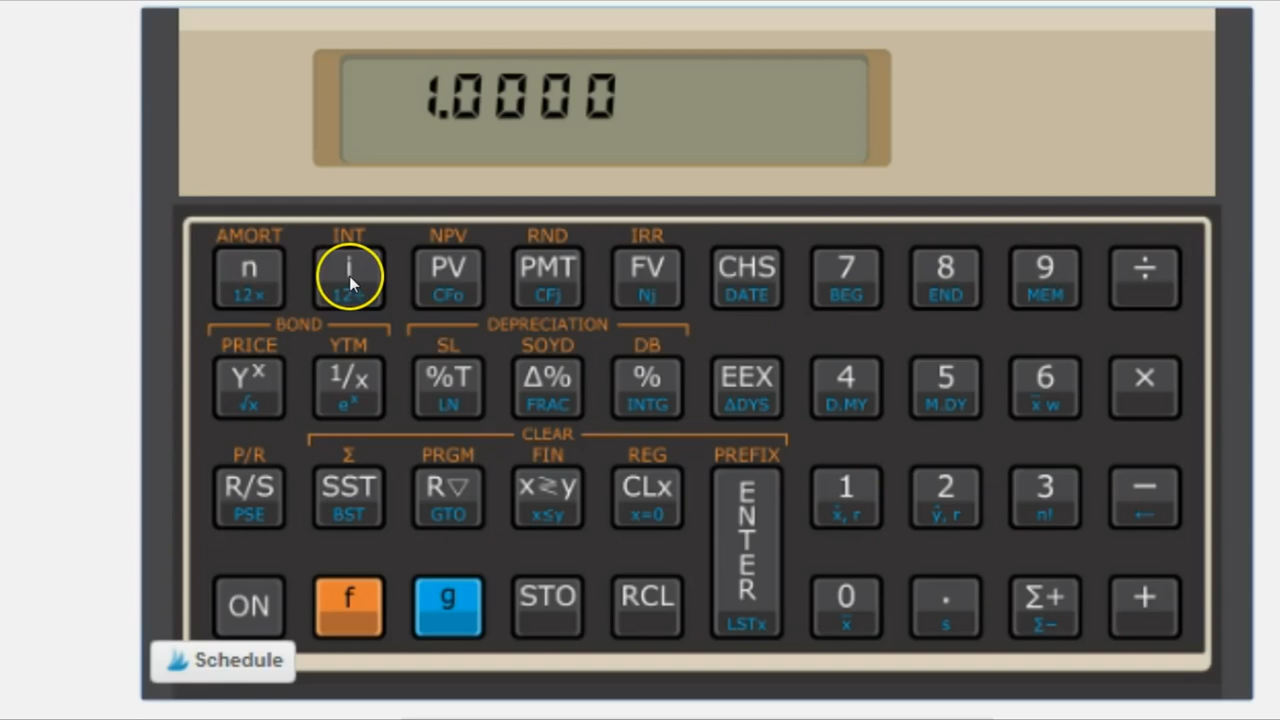 1.0000
AMORT INT NPV RND IRR
n i PV PMT FV CHS 7 8 9 ÷
12× 12÷ CFo CFj Nj DATE BEG END MEM
BOND DEPRECIATION
PRICE YTM SL SOYD DB
Yx 1/x %T Δ% % EEX 4 5 6 ×
√x ex LN FRAC INTG ΔDYS D.MY M.DY x̄ w
CLEAR
P/R Σ PRGM FIN REG PREFIX
R/S SST R▽ x≷y CLx ENTER 1 2 3 −
PSE BST GTO x≤y x=0 x̂, r ŷ, r n! ←
ON f g STO RCL 0 . Σ+ +
LSTx x̄ s Σ−
Schedule